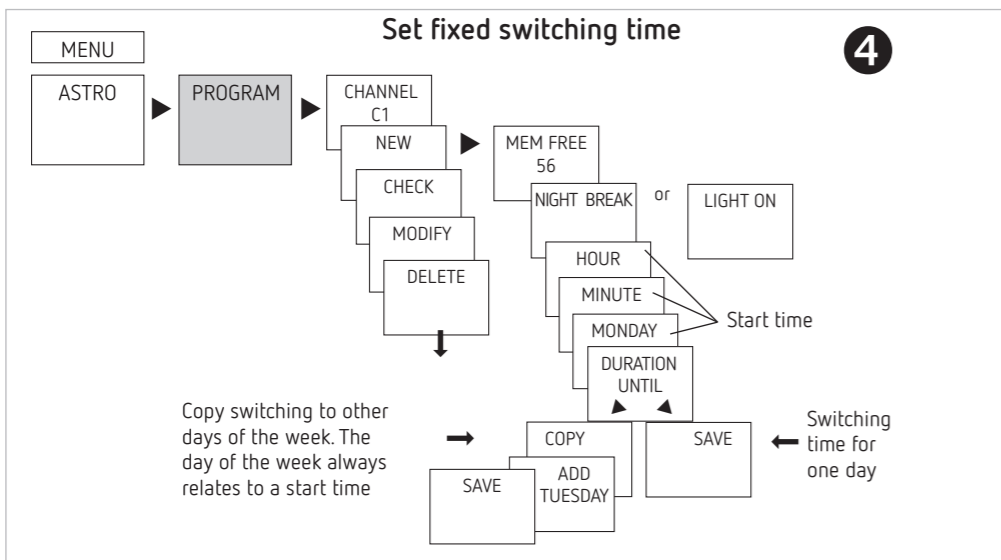 Set fixed switching time
4
MENU
ASTRO
PROGRAM
CHANNEL
C1
NEW
CHECK
MODIFY
DELETE
MEM FREE
56
NIGHT BREAK
or
LIGHT ON
HOUR
MINUTE
MONDAY
Start time
DURATION
UNTIL
Copy switching to other
days of the week. The
day of the week always
relates to a start time
COPY
ADD
TUESDAY
SAVE
SAVE
Switching
time for
one day